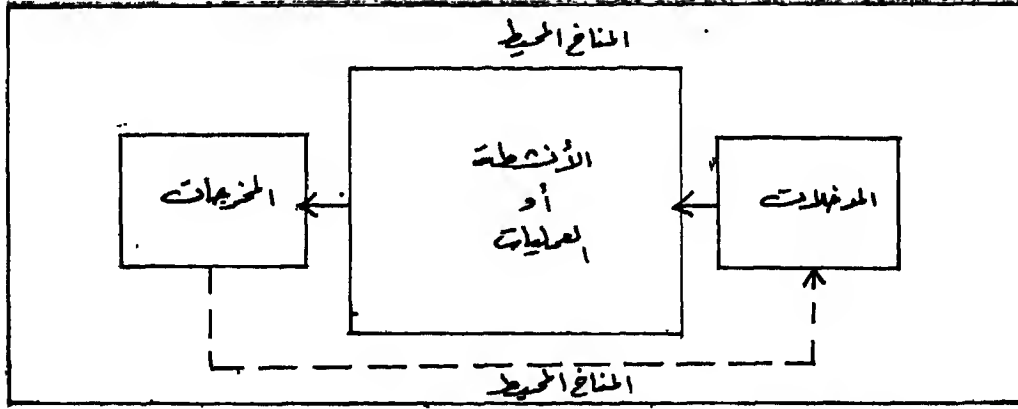 المناخ المحيط
المدخلات
الأنشطة
أو
العمليات
المخرجات
المناخ المحيط